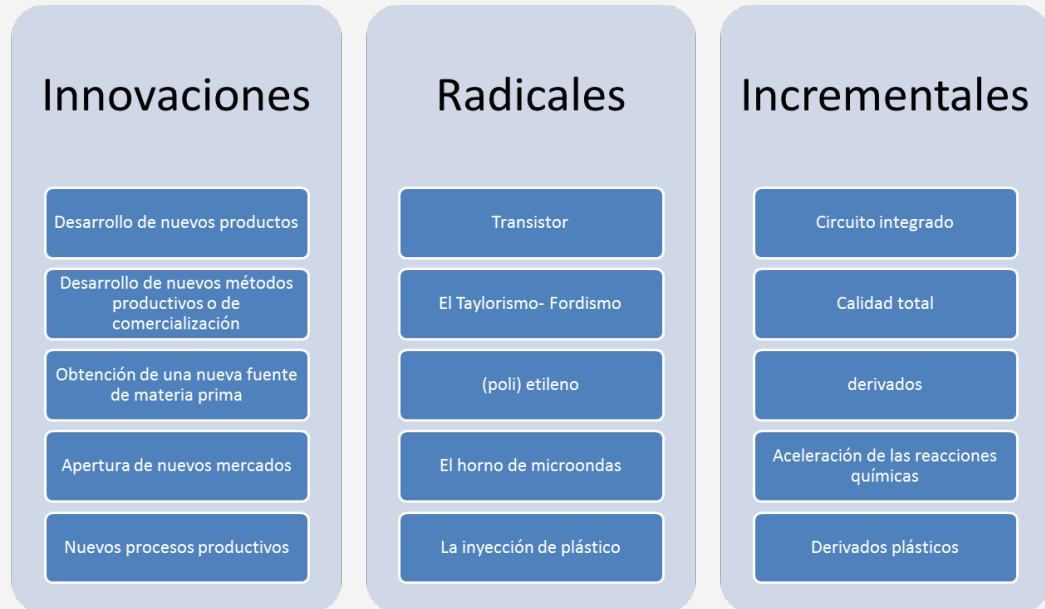 Innovaciones
Desarrollo de nuevos productos
Desarrollo de nuevos métodos
productivos o de
comercialización
Obtención de una nueva fuente
de materia prima
Apertura de nuevos mercados
Nuevos procesos productivos
Radicales
Transistor
El Taylorismo- Fordismo
(poli) etileno
El horno de microondas
La inyección de plástico
Incrementales
Circuito integrado
Calidad total
derivados
Aceleración de las reacciones
químicas
Derivados plásticos